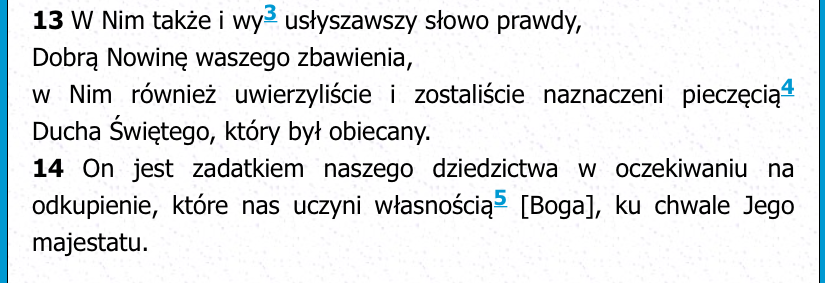 13 W Nim także i wy3 usłyszawszy słowo prawdy,
Dobrą Nowinę waszego zbawienia,
w Nim również uwierzyliście i zostaliście naznaczeni pieczęcią4
Ducha Świętego, który był obiecany.
14 On jest zadatkiem naszego dziedzictwa w oczekiwaniu na
odkupienie, które nas uczyni własnością5 [Boga], ku chwale Jego
majestatu.